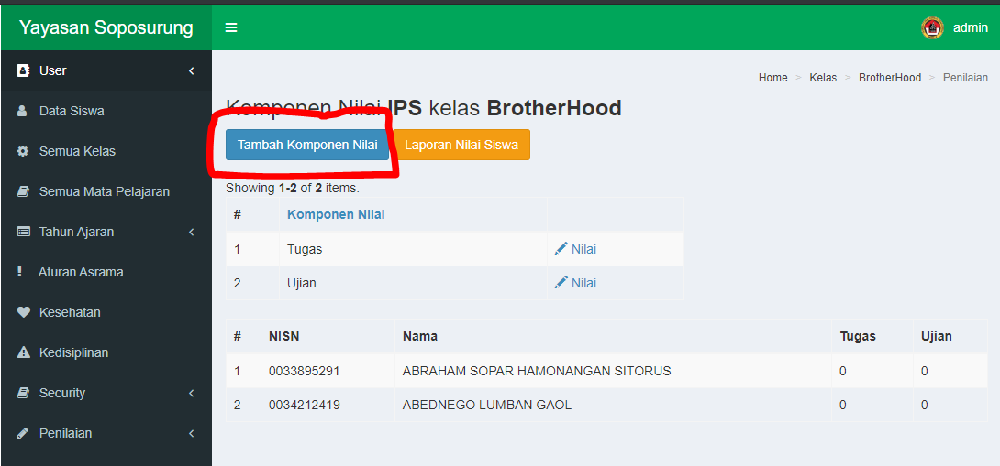 Yayasan Soposurung
admin
User
Data Siswa
Semua Kelas
Semua Mata Pelajaran
Tahun Ajaran
Aturan Asrama
Kesehatan
Kedisiplinan
Security
Penilaian
Home > Kelas > BrotherHood > Penilaian
Komponen Nilai IPS kelas BrotherHood
Tambah Komponen Nilai Laporan Nilai Siswa
Showing 1-2 of 2 items.
# Komponen Nilai
1 Tugas Nilai
2 Ujian Nilai
# NISN Nama Tugas Ujian
1 0033895291 ABRAHAM SOPAR HAMONANGAN SITORUS 0 0
2 0034212419 ABEDNEGO LUMBAN GAOL 0 0